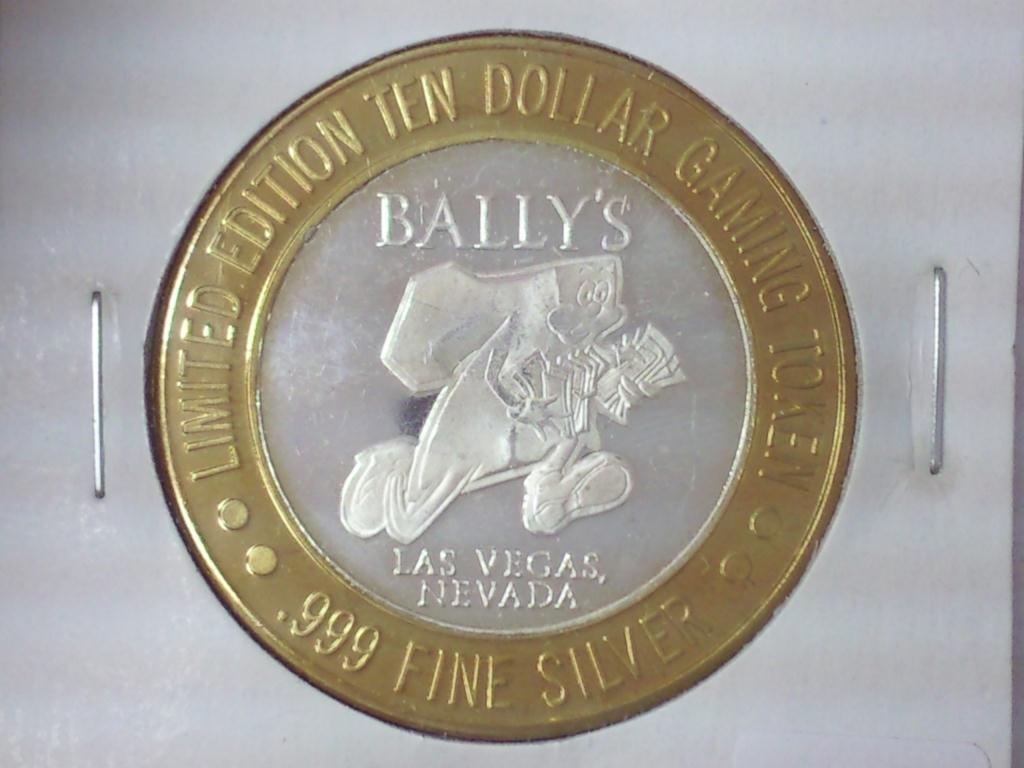 LIMITED EDITION TEN DOLLAR GAMING TOKEN
BALLY'S
LAS VEGAS,
NEVADA
.999 FINE SILVER